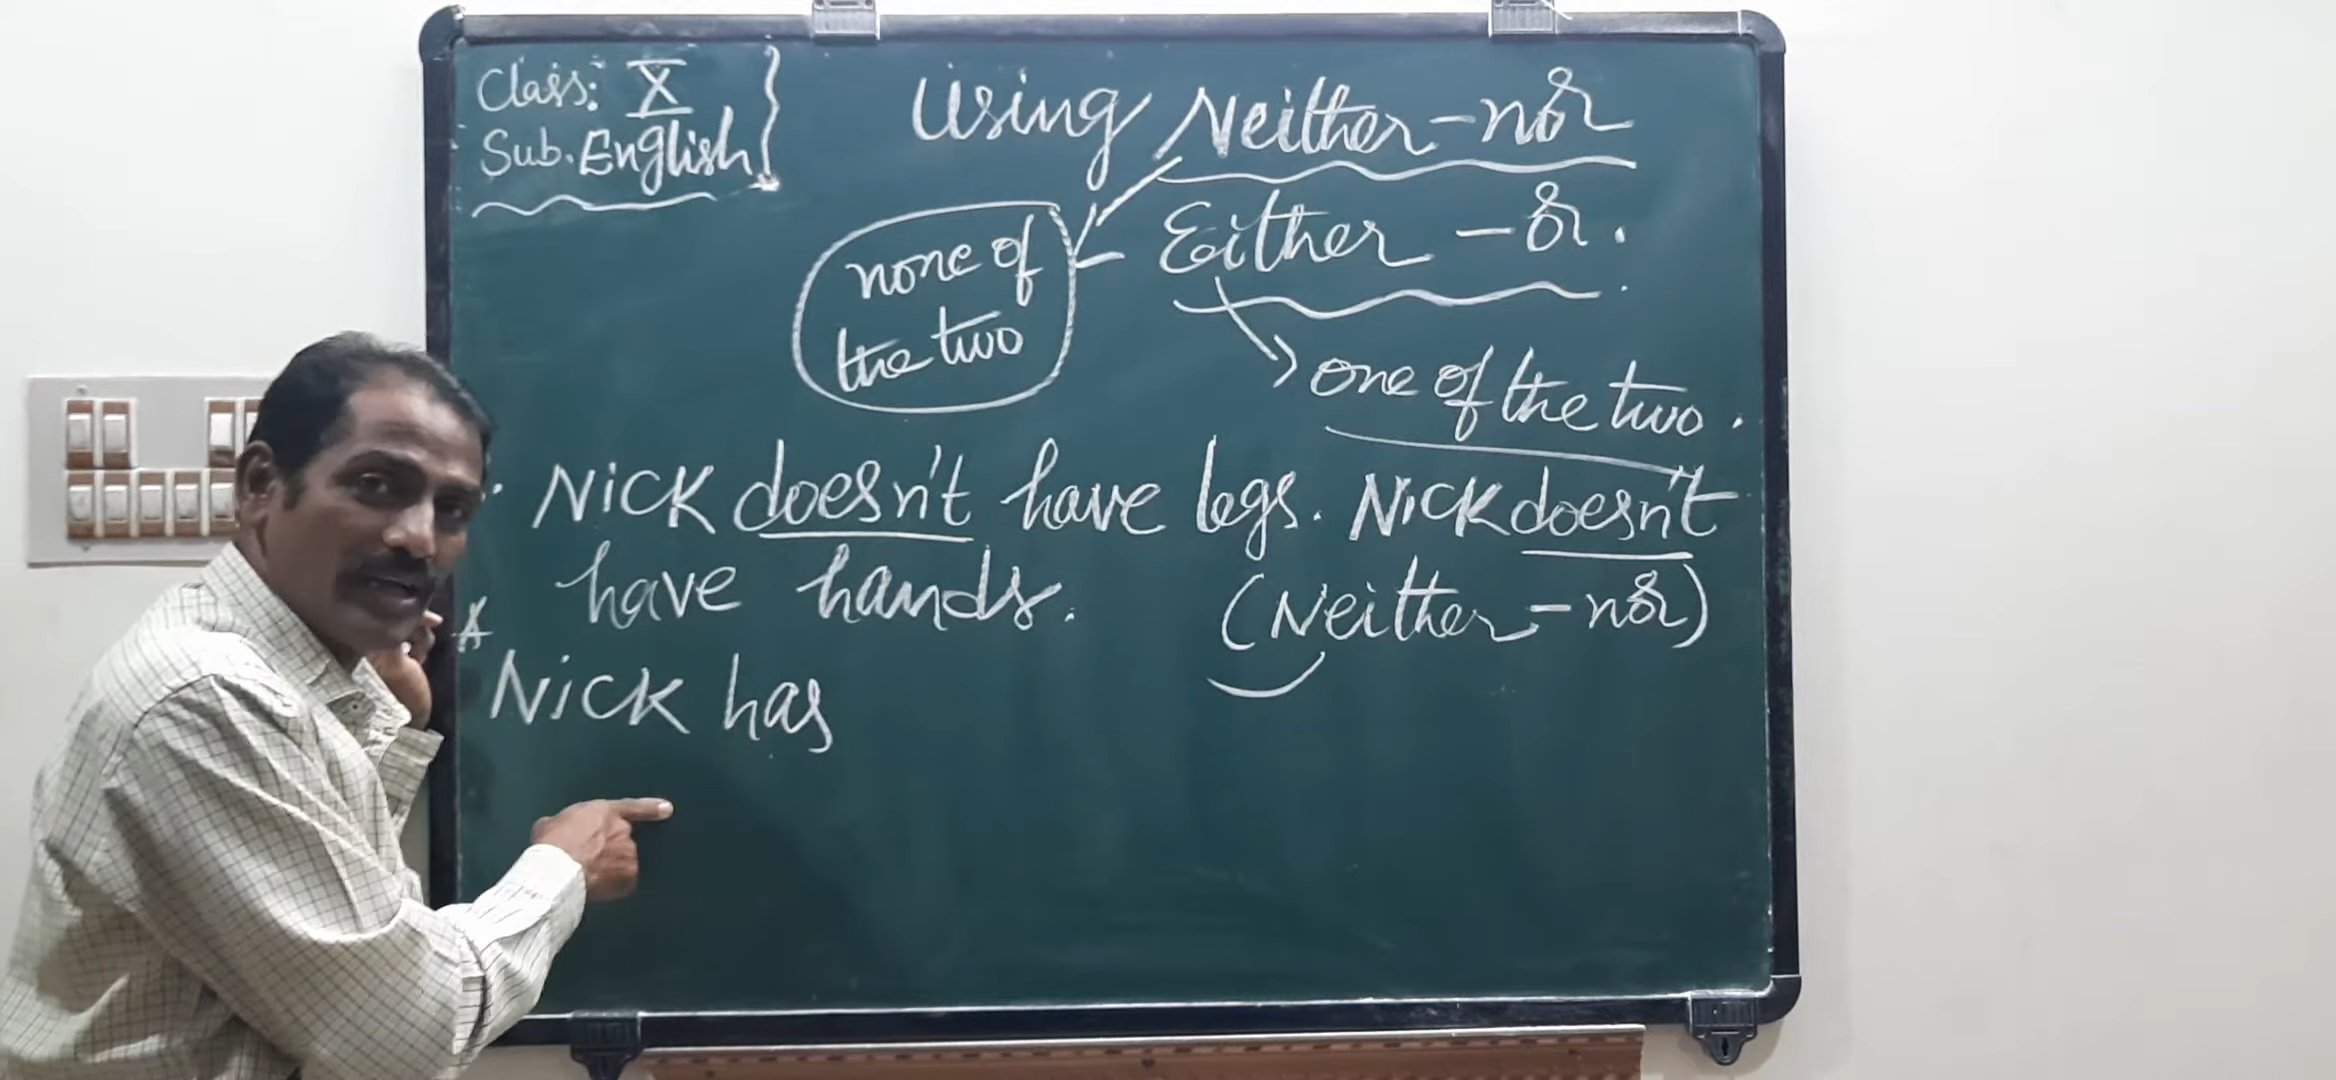 Class: X
Sub. English
Using Neither-nor
Either - or.
none of
the two
one of the two.
Nick doesn't have legs. Nick doesn't
have hands. (Neither-nor)
Nick has